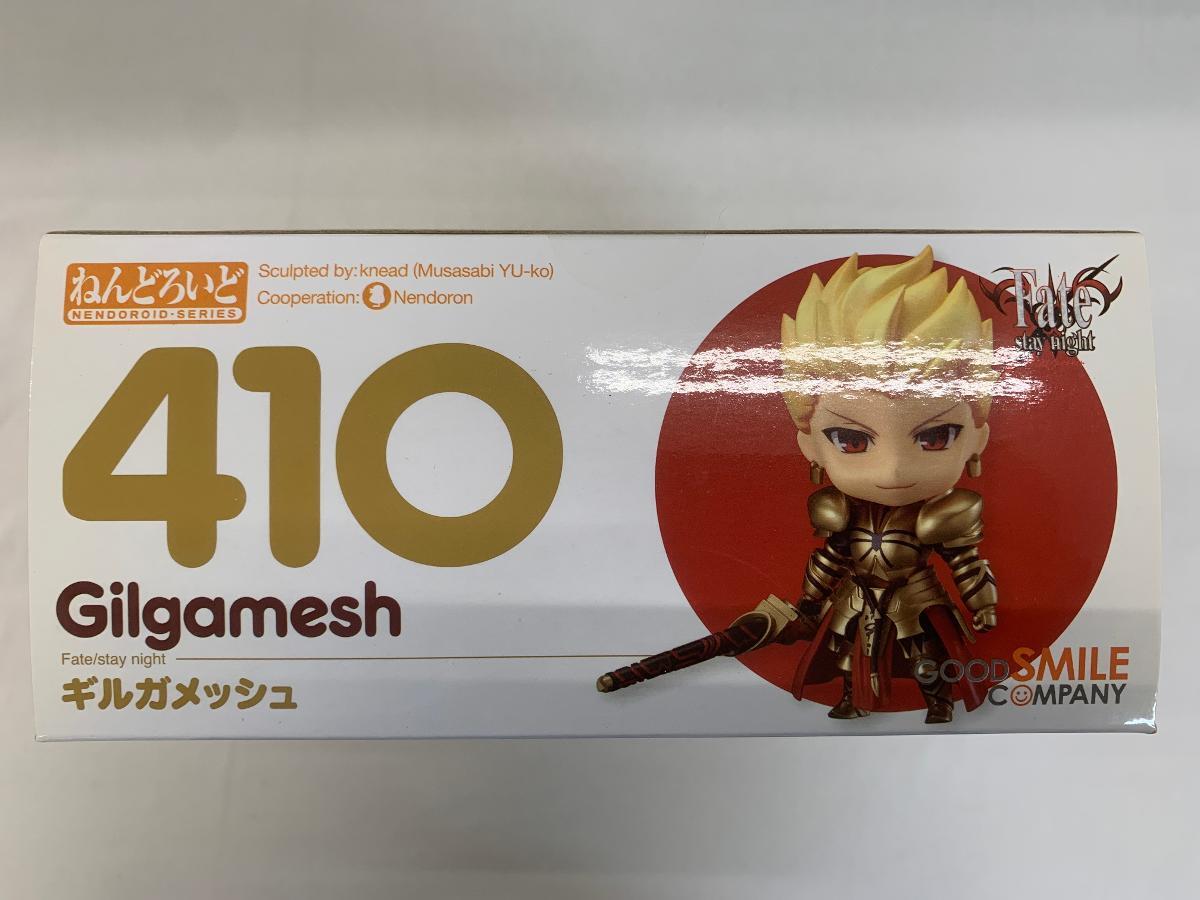 ねんどろいど
NENDOROID·SERIES
Sculpted by: knead (Musasabi YU-ko)
Cooperation: Nendoron
410
Gilgamesh
Fate/stay night
ギルガメッシュ
Fate
stay night
GOOD SMILE
COMPANY